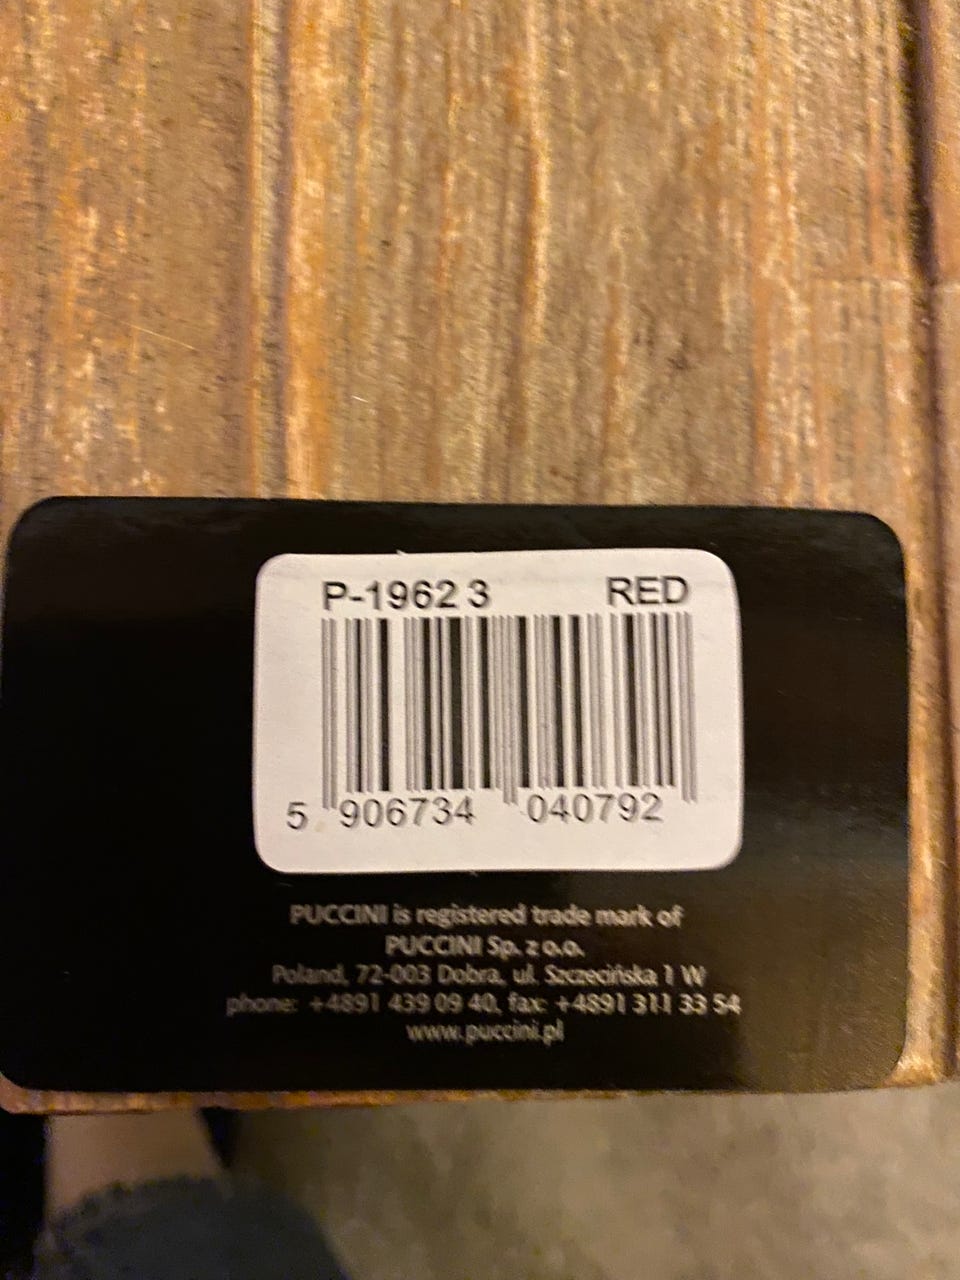 P-1962 3 RED
5 906734 040792
PUCCINI is registered trade mark of
PUCCINI Sp. z o.o.
Poland, 72-003 Dobra, ul. Szczecińska 1 W
phone: +4891 439 09 40, fax: +4891 311 33 54
www.puccini.pl